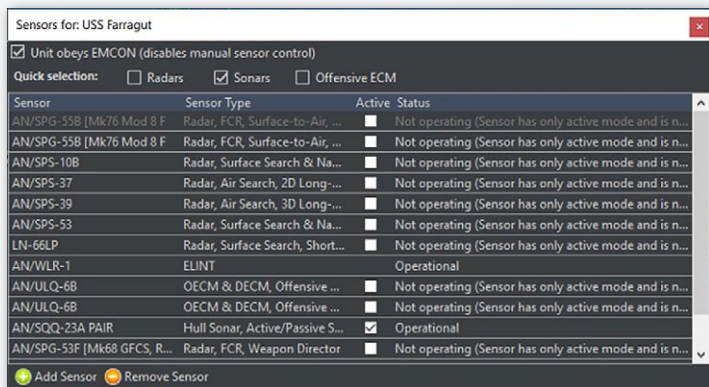 Sensors for: USS Farragut
Unit obeys EMCON (disables manual sensor control)
Quick selection: Radars Sonars Offensive ECM
Sensor Sensor Type Active Status
AN/SPG-55B [Mk76 Mod 8 F Radar, FCR, Surface-to-Air, ... Not operating (Sensor has only active mode and is n...
AN/SPG-55B [Mk76 Mod 8 F Radar, FCR, Surface-to-Air, ... Not operating (Sensor has only active mode and is n...
AN/SPS-10B Radar, Surface Search & Na... Not operating (Sensor has only active mode and is n...
AN/SPS-37 Radar, Air Search, 2D Long-... Not operating (Sensor has only active mode and is n...
AN/SPS-39 Radar, Air Search, 3D Long-... Not operating (Sensor has only active mode and is n...
AN/SPS-53 Radar, Surface Search & Na... Not operating (Sensor has only active mode and is n...
LN-66LP Radar, Surface Search, Short... Not operating (Sensor has only active mode and is n...
AN/WLR-1 ELINT Operational
AN/ULQ-6B OECM & DECM, Offensive ... Not operating (Sensor has only active mode and is n...
AN/ULQ-6B OECM & DECM, Offensive ... Not operating (Sensor has only active mode and is n...
AN/SQQ-23A PAIR Hull Sonar, Active/Passive S... Operational
AN/SPG-53F [Mk68 GFCS, R... Radar, FCR, Weapon Director Not operating (Sensor has only active mode and is n...
Add Sensor Remove Sensor